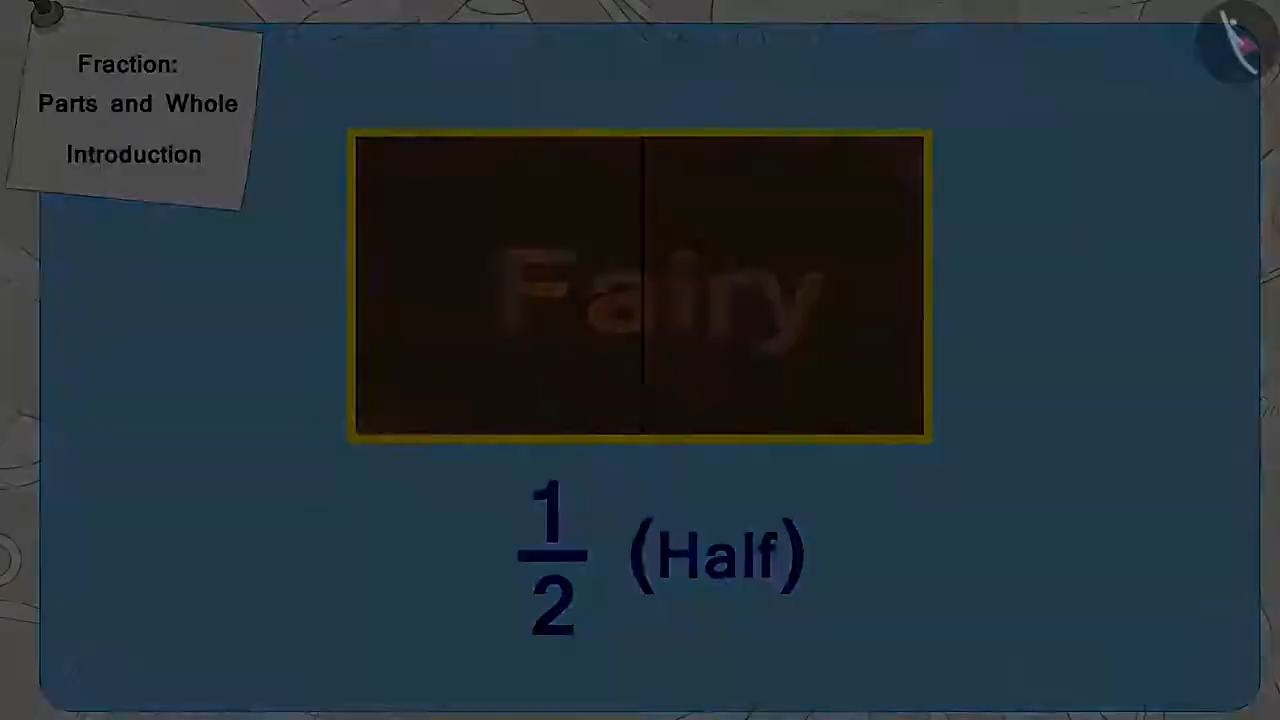 Fraction:
Parts and Whole
Introduction
Fairy
1
2
(Half)